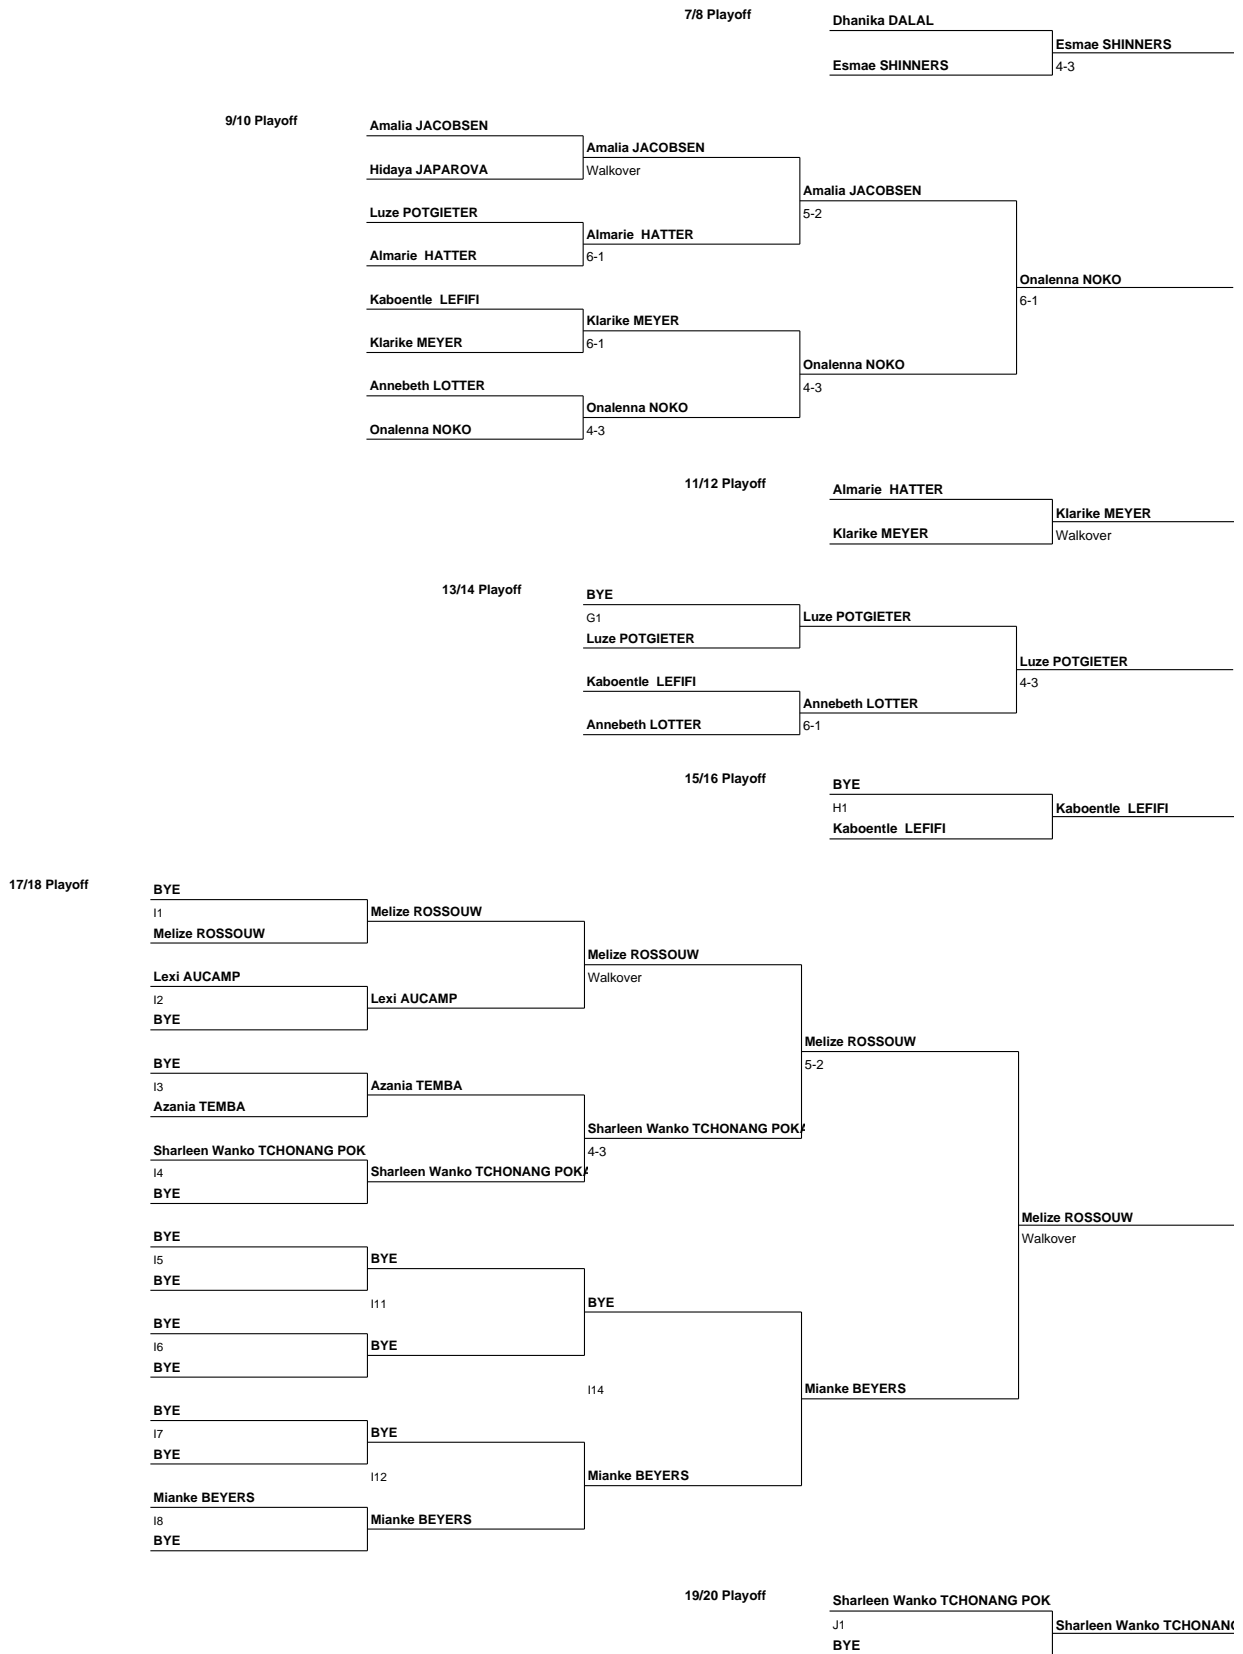 7/8 Playoff
Dhanika DALAL
Esmae SHINNERS
Esmae SHINNERS
4-3
9/10 Playoff
Amalia JACOBSEN
Amalia JACOBSEN
Hidaya JAPAROVA
Walkover
Amalia JACOBSEN
Luze POTGIETER
5-2
Almarie HATTER
Almarie HATTER
6-1
Onalenna NOKO
Kaboentle LEFIFI
6-1
Klarike MEYER
Klarike MEYER
6-1
Onalenna NOKO
Annebeth LOTTER
4-3
Onalenna NOKO
Onalenna NOKO
4-3
11/12 Playoff
Almarie HATTER
Klarike MEYER
Klarike MEYER
Walkover
13/14 Playoff
BYE
G1
Luze POTGIETER
Luze POTGIETER
Luze POTGIETER
Kaboentle LEFIFI
4-3
Annebeth LOTTER
Annebeth LOTTER
6-1
15/16 Playoff
BYE
H1
Kaboentle LEFIFI
Kaboentle LEFIFI
17/18 Playoff
BYE
I1
Melize ROSSOUW
Melize ROSSOUW
Melize ROSSOUW
Lexi AUCAMP
Walkover
I2
Lexi AUCAMP
BYE
Melize ROSSOUW
BYE
5-2
I3
Azania TEMBA
Azania TEMBA
Sharleen Wanko TCHONANG POKA
Sharleen Wanko TCHONANG POK
4-3
I4
Sharleen Wanko TCHONANG POKA
BYE
Melize ROSSOUW
BYE
Walkover
I5
BYE
BYE
I11
BYE
BYE
I6
BYE
BYE
I14
Mianke BEYERS
BYE
I7
BYE
BYE
I12
Mianke BEYERS
Mianke BEYERS
I8
Mianke BEYERS
BYE
19/20 Playoff
Sharleen Wanko TCHONANG POK
J1
Sharleen Wanko TCHONANG
BYE